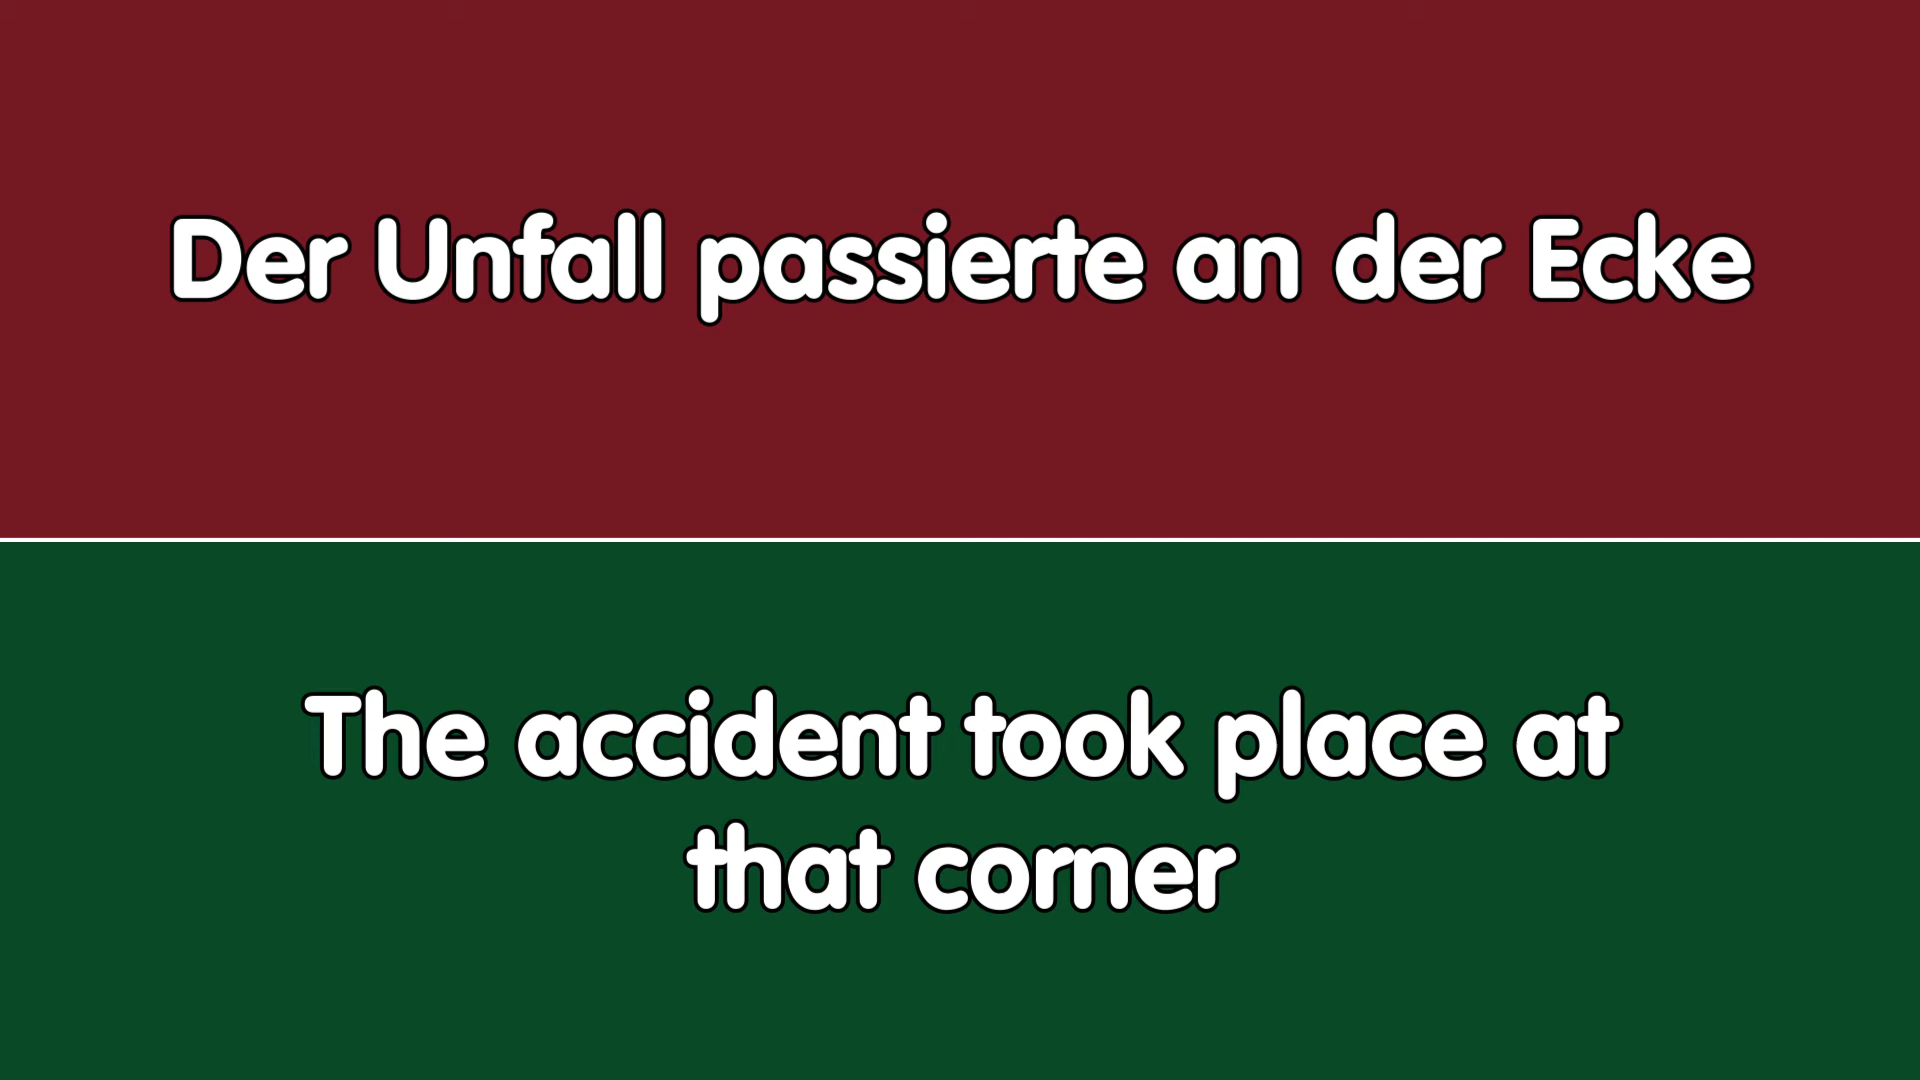 Der Unfall passierte an der Ecke
The accident took place at
that corner